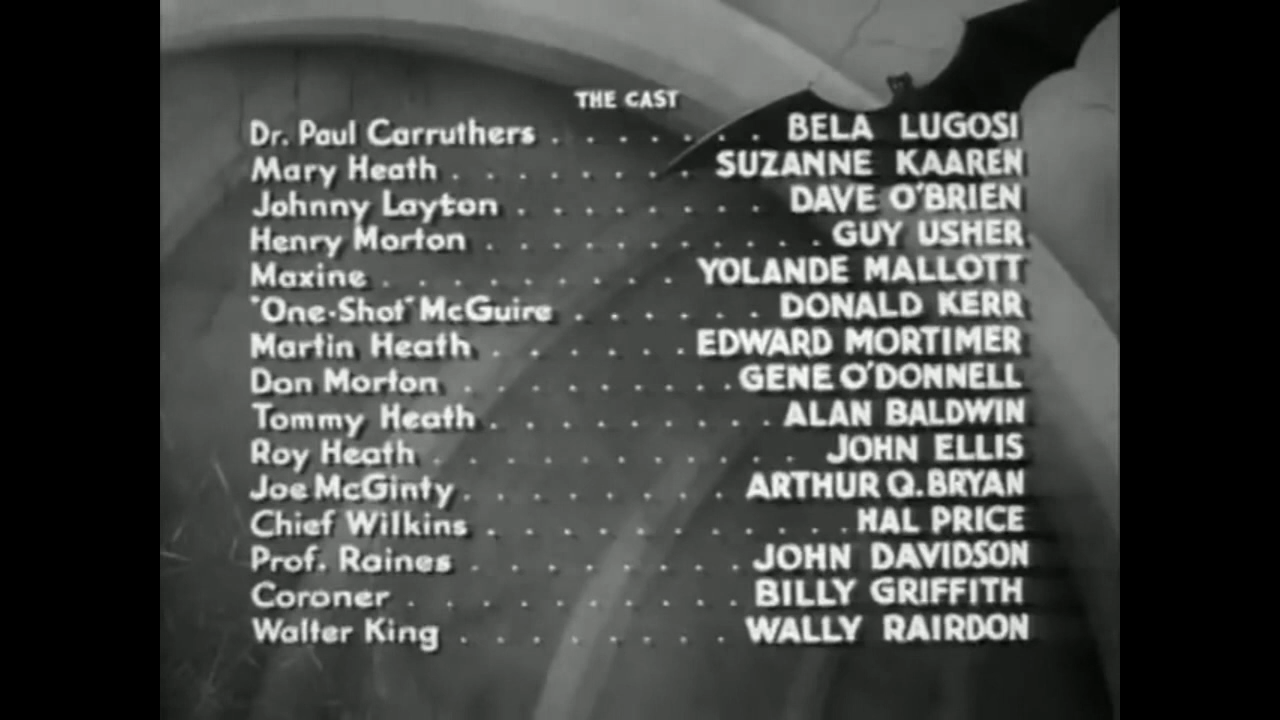 THE CAST
Dr. Paul Carruthers . . . . . . . BELA LUGOSI
Mary Heath . . . . . . . . SUZANNE KAAREN
Johnny Layton . . . . . . . . DAVE O'BRIEN
Henry Morton . . . . . . . . . . . GUY USHER
Maxine . . . . . . . . . YOLANDE MALLOTT
"One-Shot" McGuire . . . . . . DONALD KERR
Martin Heath . . . . . . EDWARD MORTIMER
Don Morton . . . . . . . . . GENE O'DONNELL
Tommy Heath . . . . . . . . . ALAN BALDWIN
Roy Heath . . . . . . . . . . . JOHN ELLIS
Joe McGinty . . . . . . . . ARTHUR Q. BRYAN
Chief Wilkins . . . . . . . . . . . HAL PRICE
Prof. Raines . . . . . . . . JOHN DAVIDSON
Coroner . . . . . . . . . . BILLY GRIFFITH
Walter King . . . . . . . . WALLY RAIRDON